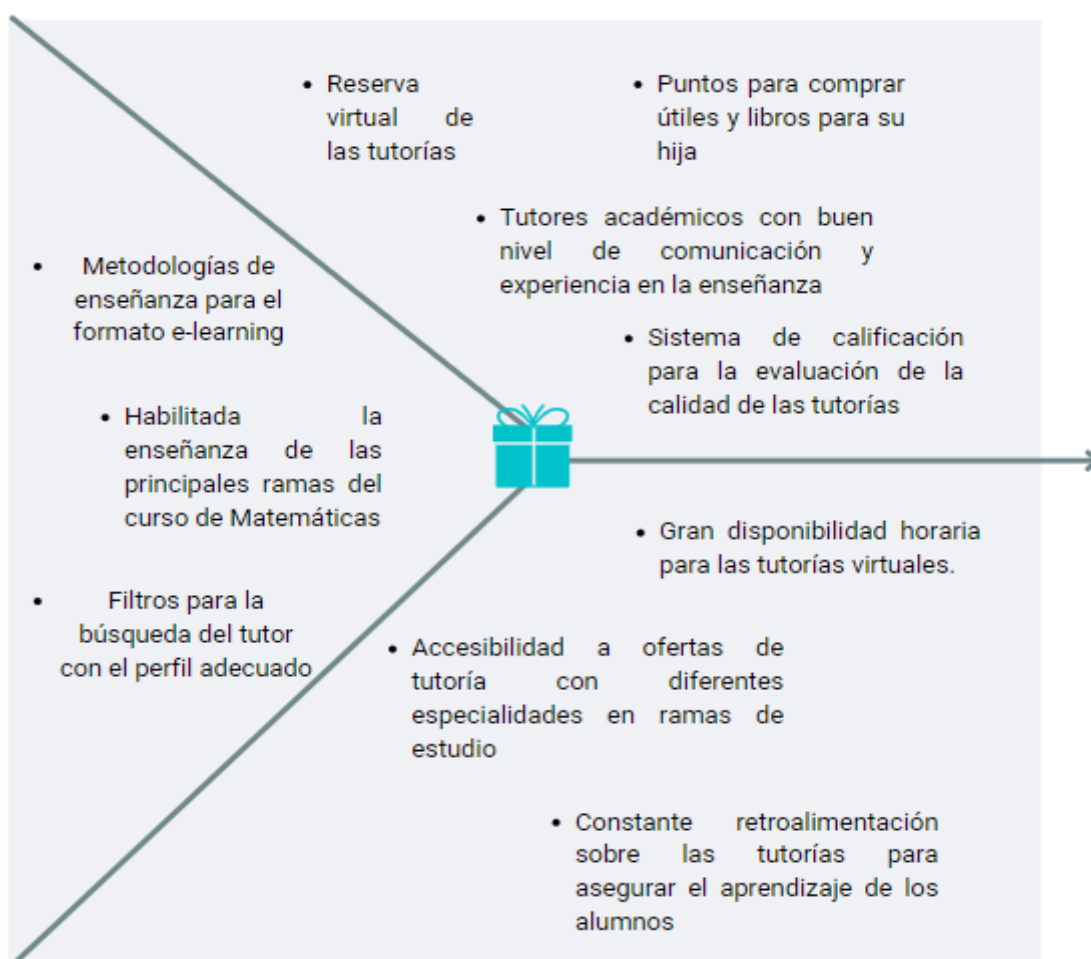 • Reserva
virtual de
las tutorías
• Puntos para comprar
útiles y libros para su
hija
• Tutores académicos con buen
nivel de comunicación y
experiencia en la enseñanza
• Metodologías de
enseñanza para el
formato e-learning
• Sistema de calificación
para la evaluación de la
calidad de las tutorías
• Habilitada la
enseñanza de las
principales ramas del
curso de Matemáticas
• Gran disponibilidad horaria
para las tutorías virtuales.
• Filtros para la
búsqueda del tutor
con el perfil adecuado
• Accesibilidad a ofertas de
tutoría con diferentes
especialidades en ramas de
estudio
• Constante retroalimentación
sobre las tutorías para
asegurar el aprendizaje de los
alumnos